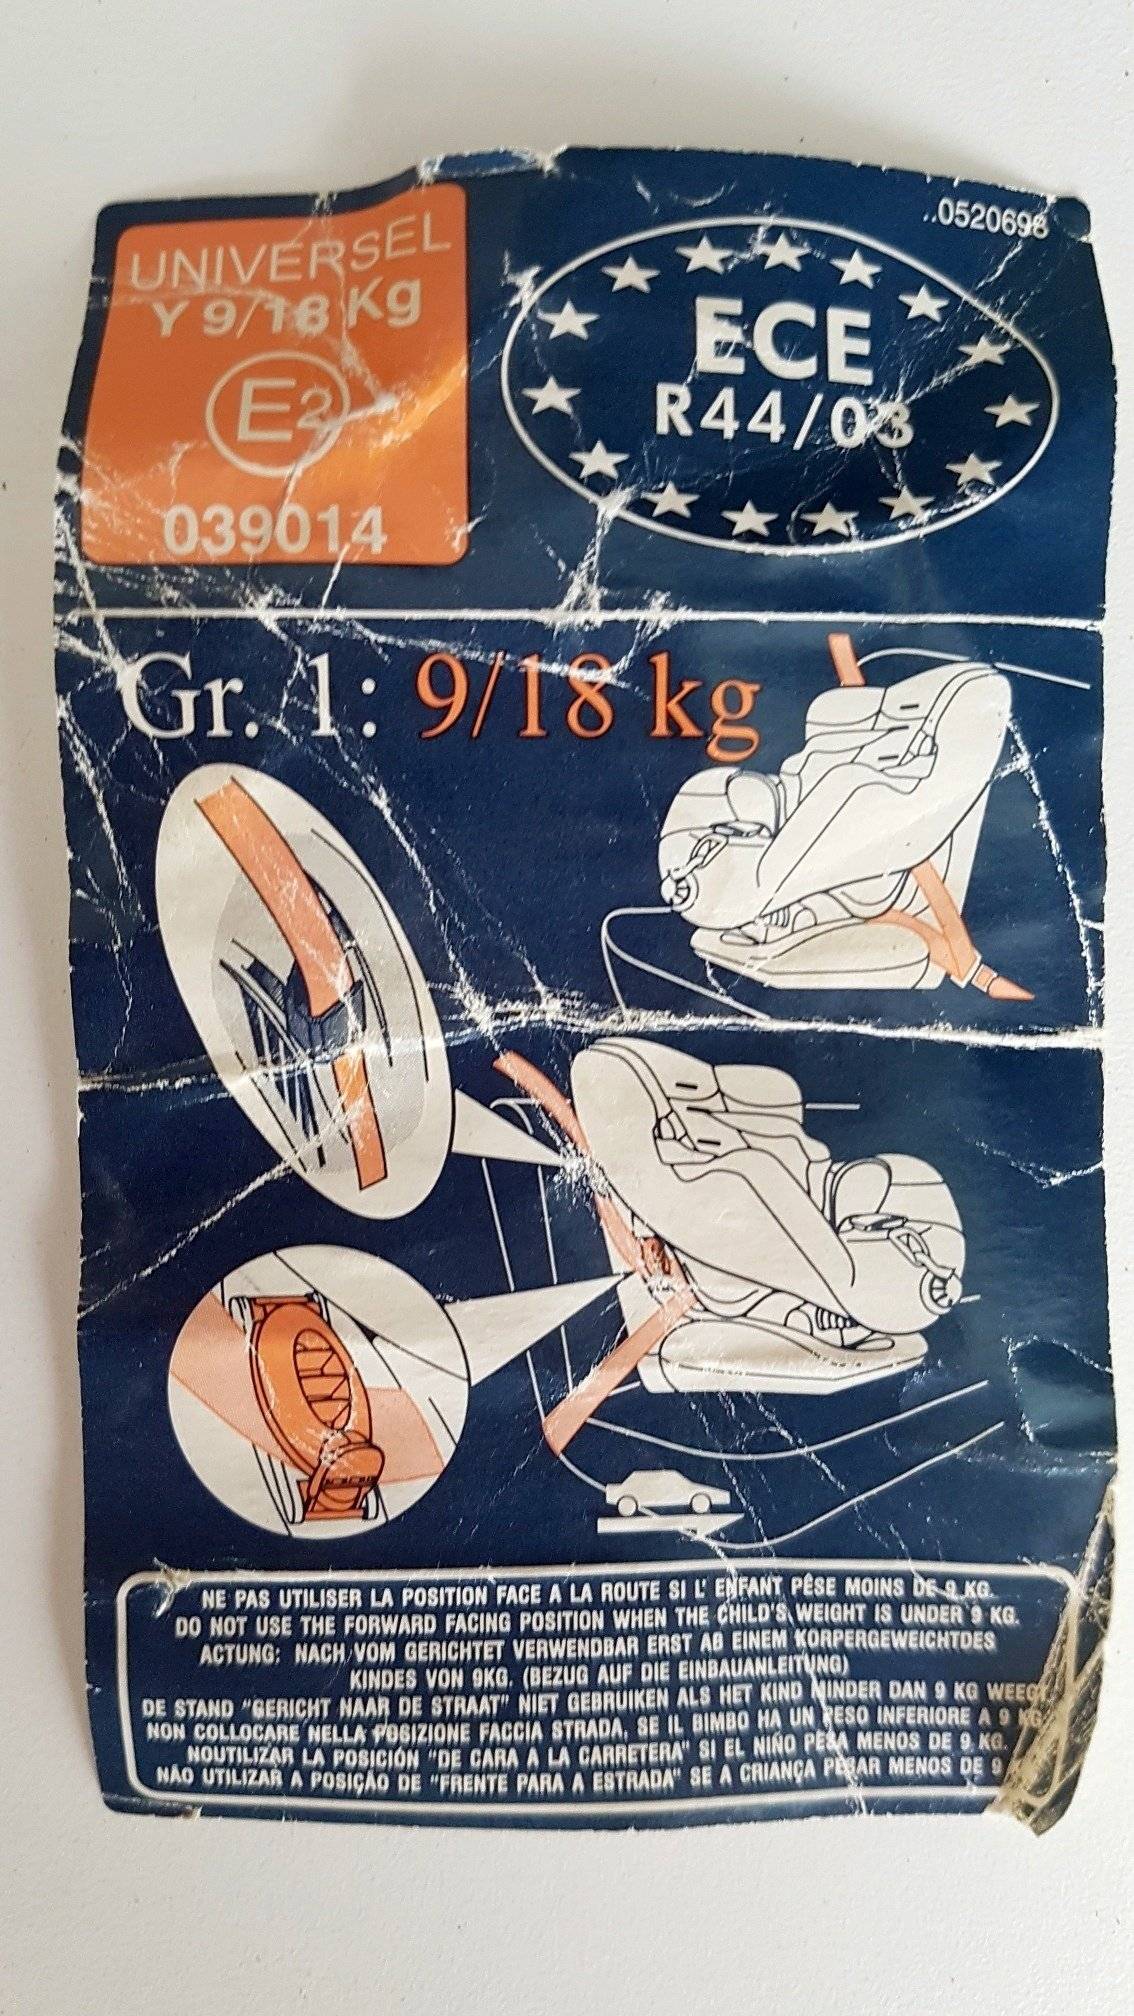 UNIVERSEL
Y 9/18 Kg
E2
039014
..0520698
ECE
R44/03
Gr. 1: 9/18 kg
NE PAS UTILISER LA POSITION FACE A LA ROUTE SI L' ENFANT PÊSE MOINS DE 9 KG.
DO NOT USE THE FORWARD FACING POSITION WHEN THE CHILD'S WEIGHT IS UNDER 9 KG.
ACTUNG: NACH VOM GERICHTET VERWENDBAR ERST AB EINEM KORPERGEWEICHTDES
KINDES VON 9KG. (BEZUG AUF DIE EINBAUANLEITUNG)
DE STAND "GERICHT NAAR DE STRAAT" NIET GEBRUIKEN ALS HET KIND MINDER DAN 9 KG WEEGT
NON COLLOCARE NELLA POSIZIONE FACCIA STRADA, SE IL BIMBO HA UN PESO INFERIORE A 9 KG.
NOUTILIZAR LA POSICIÓN "DE CARA A LA CARRETERA" SI EL NIÑO PESA MENOS DE 9 KG.
NÃO UTILIZAR A POSIÇÃO DE "FRENTE PARA A ESTRADA" SE A CRIANÇA PESAR MENOS DE 9